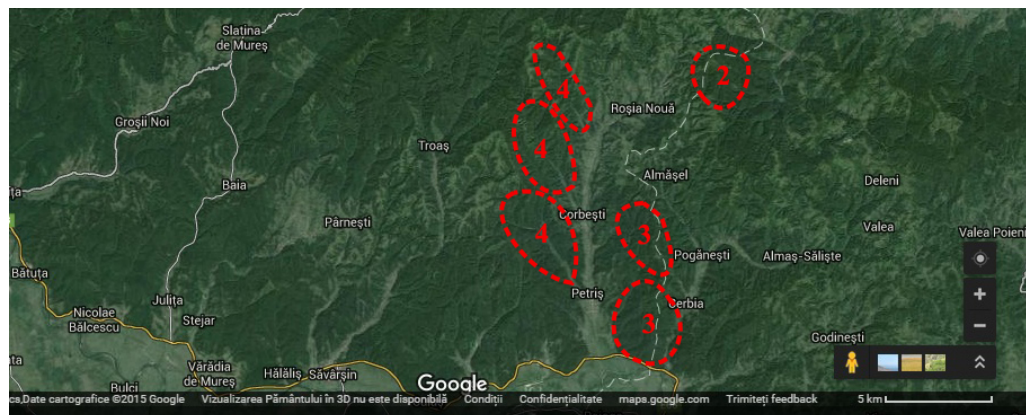 Slatina
de Mureș
4
2
Roșia Nouă
Groșii Noi
Troaș
4
Almășel
Deleni
Baia
Pârnești
Corbești
Valea
4
3
Valea Poieni
Pogănești
Almaș-Săliște
Bătuța
Petriș
Cerbia
Julița
Nicolae
Bălcescu
Stejar
3
Godinești
Vărădia
de Mureș
Hălăliș
Săvârșin
Bulci
Google
Date cartografice ©2015 Google Vizualizarea Pământului în 3D nu este disponibilă Condiții Confidențialitate maps.google.com Trimiteți feedback 5 km